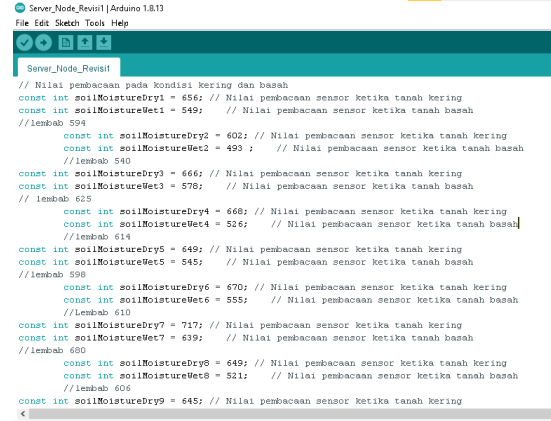 Server_Node_Revisi1 | Arduino 1.8.13
File Edit Sketch Tools Help
Server_Node_Revisi1
// Nilai pembacaan pada kondisi kering dan basah
const int soilMoistureDry1 = 656; // Nilai pembacaan sensor ketika tanah kering
const int soilMoistureWet1 = 549; // Nilai pembacaan sensor ketika tanah basah
//lembab 594
const int soilMoistureDry2 = 602; // Nilai pembacaan sensor ketika tanah kering
const int soilMoistureWet2 = 493 ; // Nilai pembacaan sensor ketika tanah basah
//lembab 540
const int soilMoistureDry3 = 666; // Nilai pembacaan sensor ketika tanah kering
const int soilMoistureWet3 = 578; // Nilai pembacaan sensor ketika tanah basah
// lembab 625
const int soilMoistureDry4 = 668; // Nilai pembacaan sensor ketika tanah kering
const int soilMoistureWet4 = 526; // Nilai pembacaan sensor ketika tanah basah
//lembab 614
const int soilMoistureDry5 = 649; // Nilai pembacaan sensor ketika tanah kering
const int soilMoistureWet5 = 545; // Nilai pembacaan sensor ketika tanah basah
//lembab 598
const int soilMoistureDry6 = 670; // Nilai pembacaan sensor ketika tanah kering
const int soilMoistureWet6 = 555; // Nilai pembacaan sensor ketika tanah basah
//Lembab 610
const int soilMoistureDry7 = 717; // Nilai pembacaan sensor ketika tanah kering
const int soilMoistureWet7 = 639; // Nilai pembacaan sensor ketika tanah basah
//lembab 680
const int soilMoistureDry8 = 649; // Nilai pembacaan sensor ketika tanah kering
const int soilMoistureWet8 = 521; // Nilai pembacaan sensor ketika tanah basah
//lembab 606
const int soilMoistureDry9 = 645; // Nilai pembacaan sensor ketika tanah kering